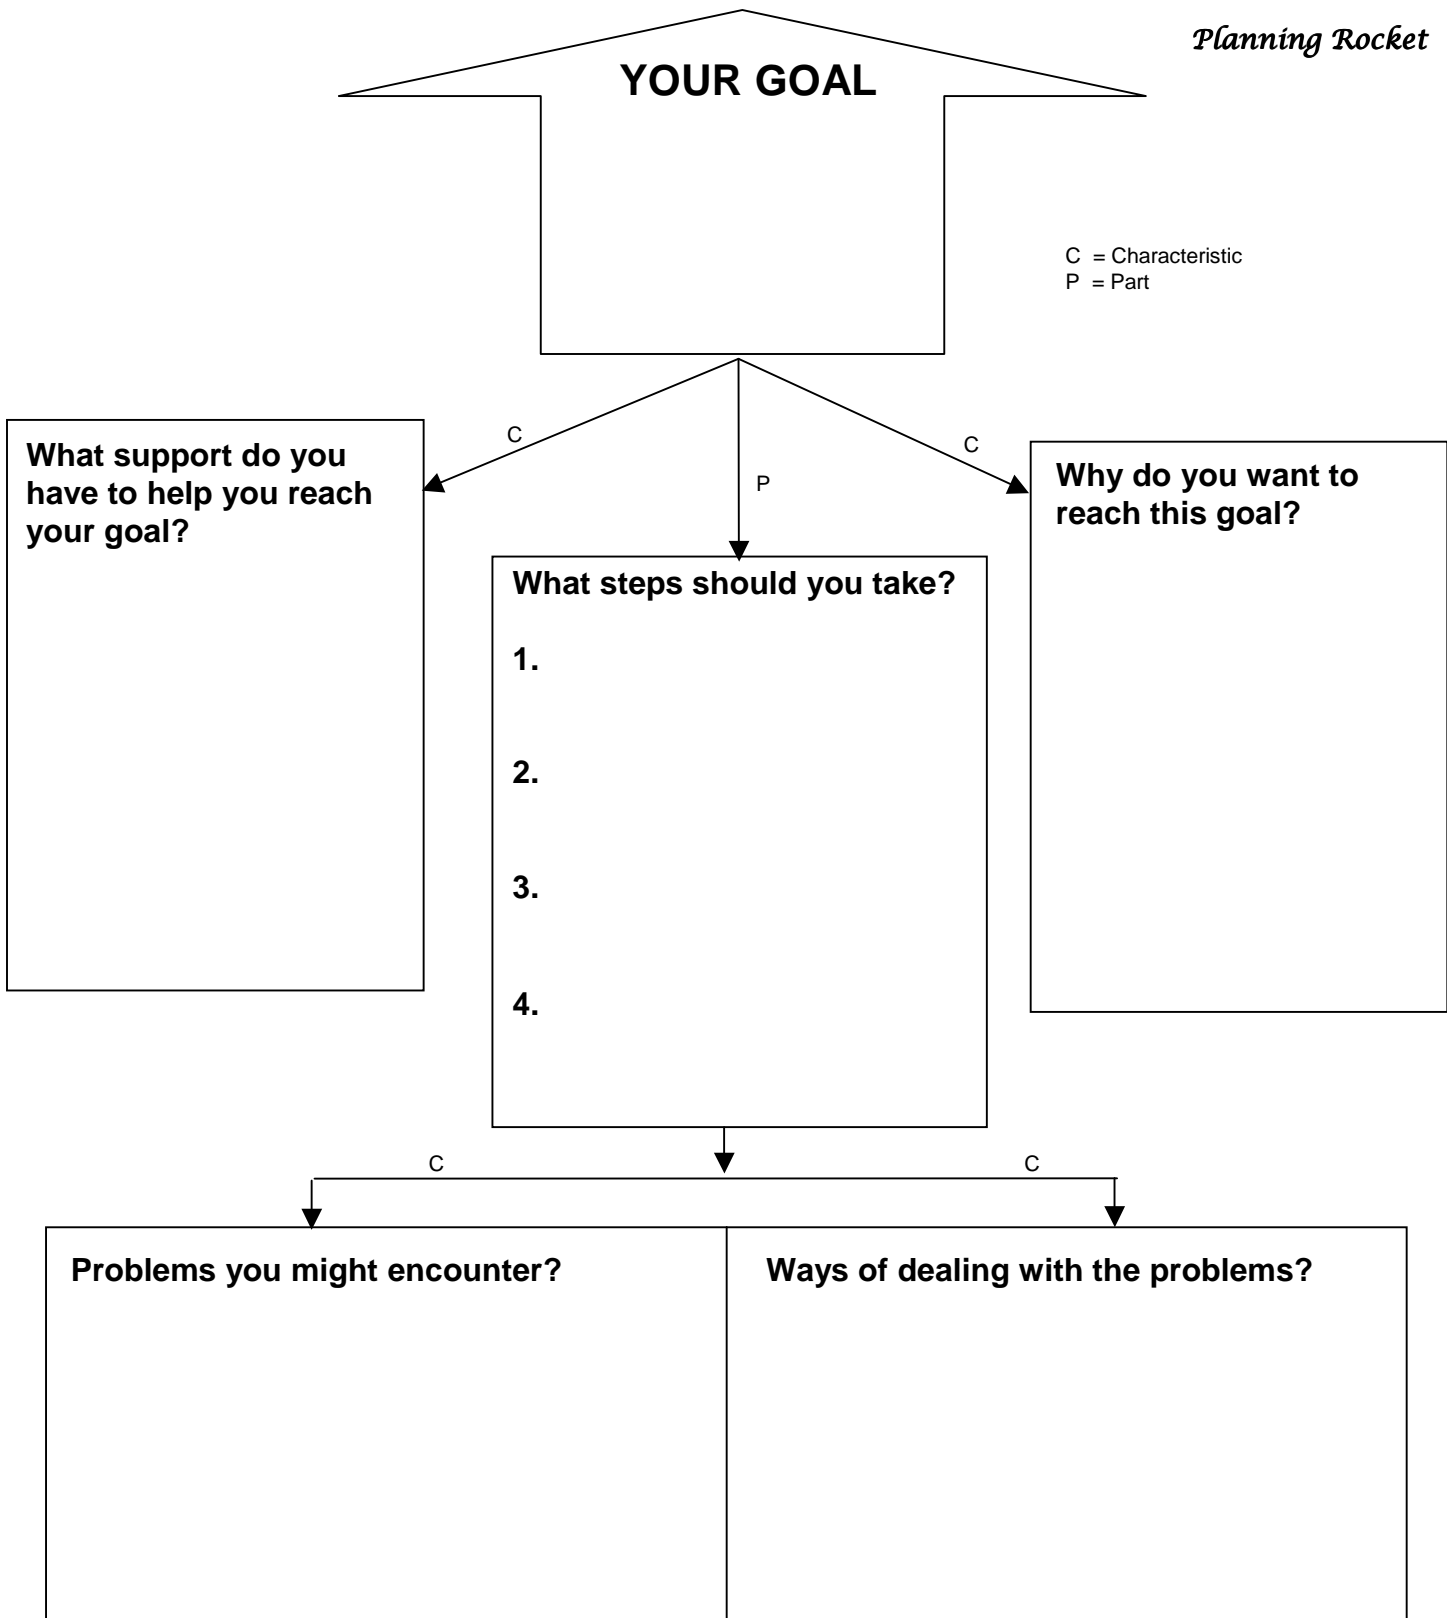 Planning Rocket
YOUR GOAL
C = Characteristic
P = Part
C
P
C
What support do you
have to help you reach
your goal?
What steps should you take?
1.
2.
3.
4.
Why do you want to
reach this goal?
C
C
Problems you might encounter?
Ways of dealing with the problems?